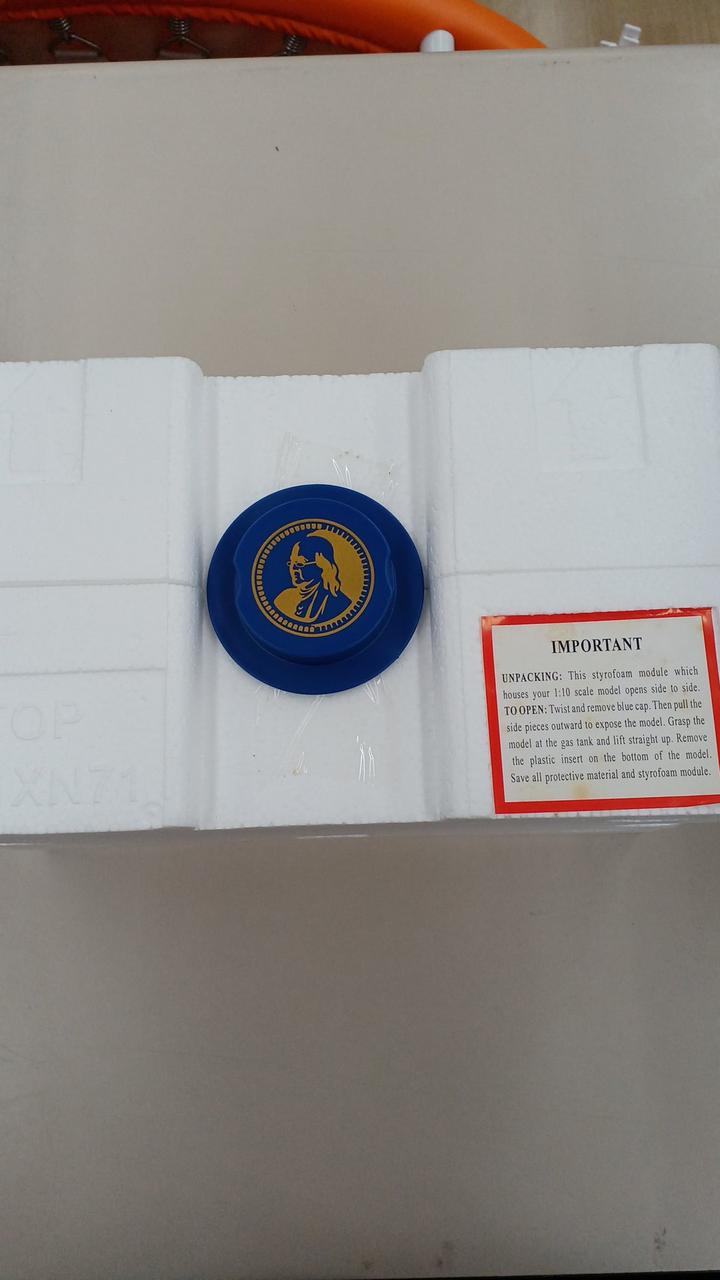 TOP
XN71
IMPORTANT
UNPACKING: This styrofoam module which
houses your 1:10 scale model opens side to side.
TO OPEN: Twist and remove blue cap. Then pull the
side pieces outward to expose the model. Grasp the
model at the gas tank and lift straight up. Remove
the plastic insert on the bottom of the model.
Save all protective material and styrofoam module.